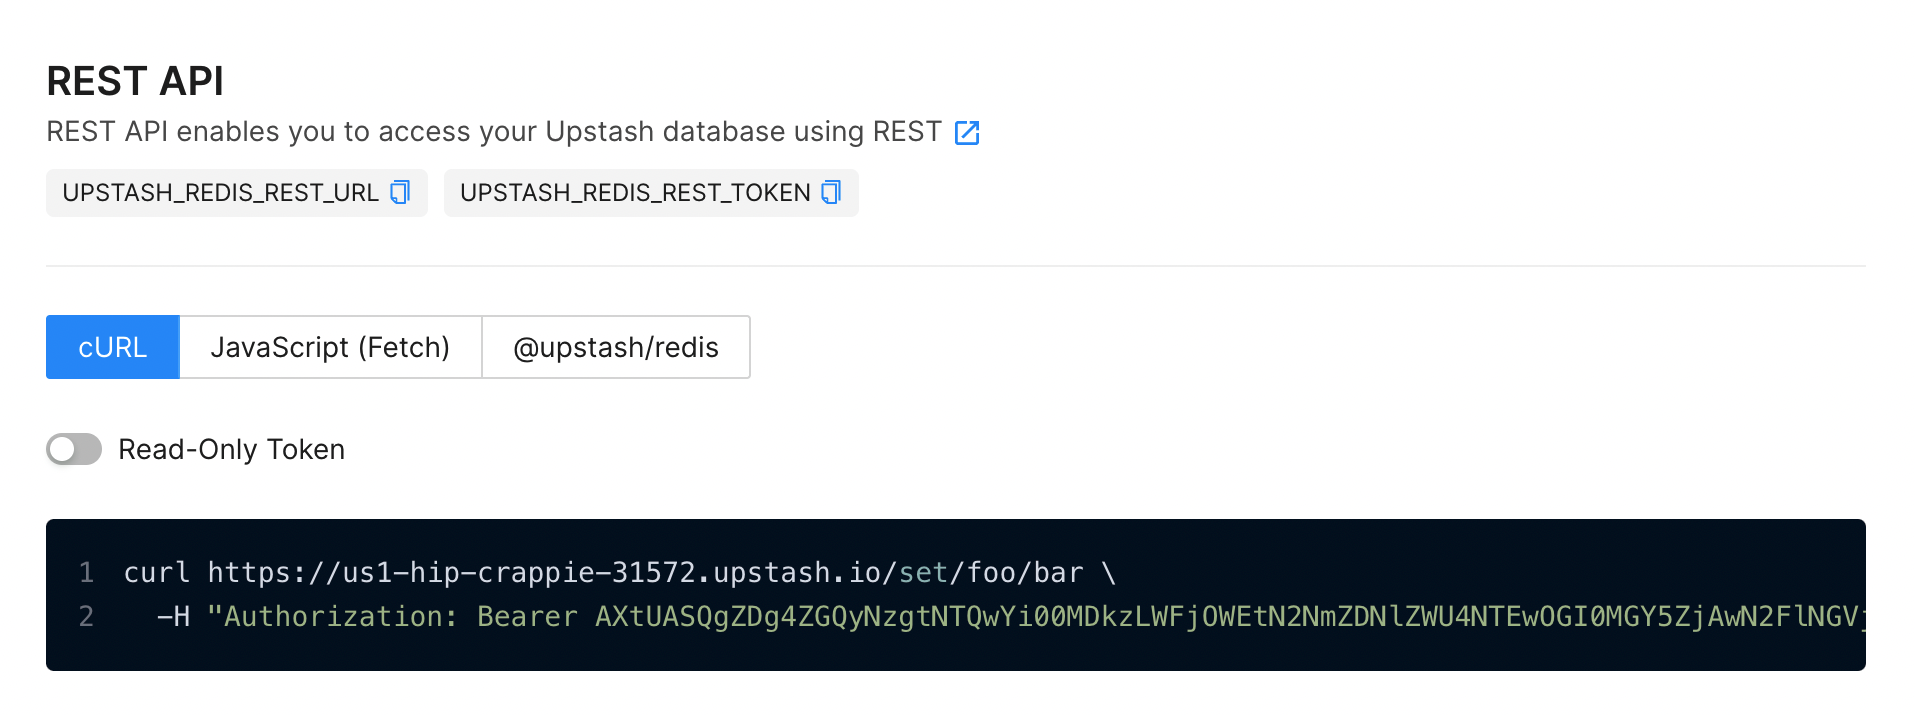 REST API
REST API enables you to access your Upstash database using REST
UPSTASH_REDIS_REST_URL UPSTASH_REDIS_REST_TOKEN
cURL JavaScript (Fetch) @upstash/redis
Read-Only Token
1 curl https://us1-hip-crappie-31572.upstash.io/set/foo/bar \
2 -H "Authorization: Bearer AXtUASQgZDg4ZGQyNzgtNTQwYi00MDkzLWFjOWEtN2NmZDNlZWU4NTEwOGI0MGY5ZjAwN2FlNGVj